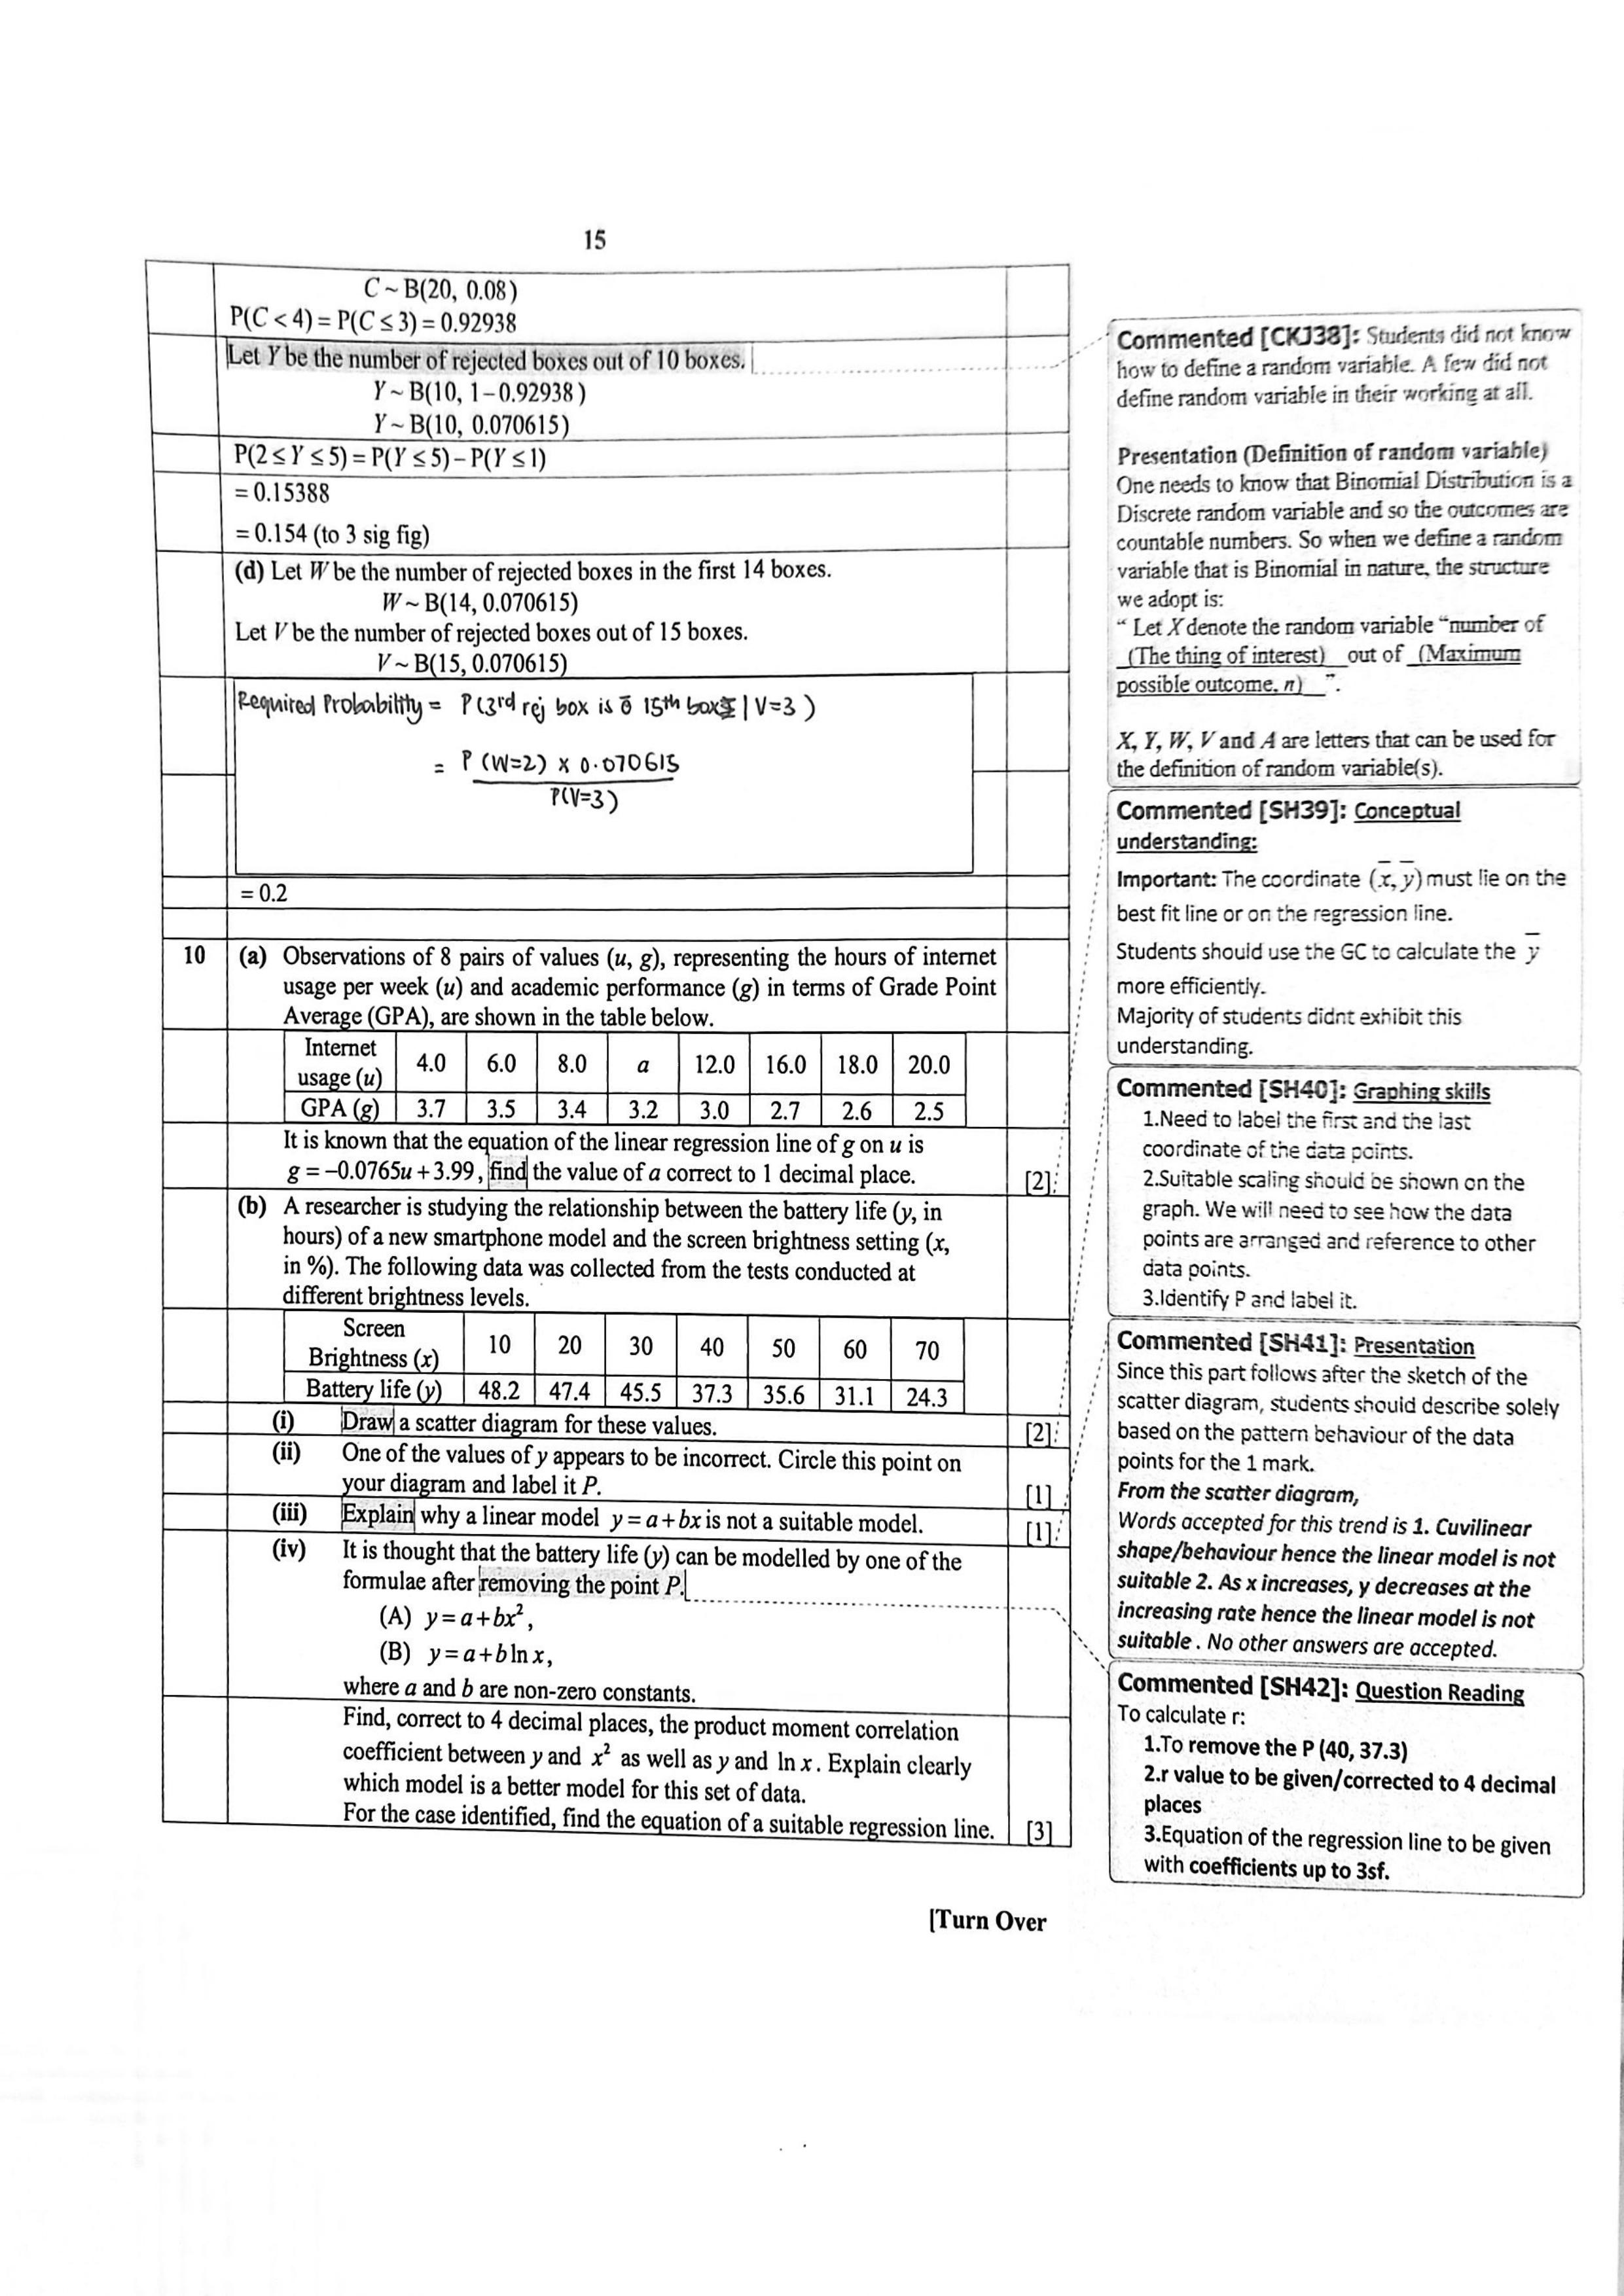 15
C ~ B(20, 0.08)
P(C < 4) = P(C ≤ 3) = 0.92938
Let Y be the number of rejected boxes out of 10 boxes.
Y ~ B(10, 1−0.92938)
Y ~ B(10, 0.070615)
P(2 ≤ Y ≤ 5) = P(Y ≤ 5) − P(Y ≤ 1)
= 0.15388
= 0.154 (to 3 sig fig)
(d) Let W be the number of rejected boxes in the first 14 boxes.
W ~ B(14, 0.070615)
Let V be the number of rejected boxes out of 15 boxes.
V ~ B(15, 0.070615)
Required Probability = P(3rd rej box is 15th box | V=3)
= P(W=2) × 0.070615
P(V=3)
= 0.2
10 (a) Observations of 8 pairs of values (u, g), representing the hours of internet
usage per week (u) and academic performance (g) in terms of Grade Point
Average (GPA), are shown in the table below.
Internet
usage (u) 4.0 6.0 8.0 a 12.0 16.0 18.0 20.0
GPA (g) 3.7 3.5 3.4 3.2 3.0 2.7 2.6 2.5
It is known that the equation of the linear regression line of g on u is
g = −0.0765u + 3.99, find the value of a correct to 1 decimal place. [2]
(b) A researcher is studying the relationship between the battery life (y, in
hours) of a new smartphone model and the screen brightness setting (x,
in %). The following data was collected from the tests conducted at
different brightness levels.
Screen
Brightness (x) 10 20 30 40 50 60 70
Battery life (y) 48.2 47.4 45.5 37.3 35.6 31.1 24.3
(i) Draw a scatter diagram for these values. [2]
(ii) One of the values of y appears to be incorrect. Circle this point on
your diagram and label it P. [1]
(iii) Explain why a linear model y = a + bx is not a suitable model. [1]
(iv) It is thought that the battery life (y) can be modelled by one of the
formulae after removing the point P.
(A) y = a + bx²,
(B) y = a + b ln x,
where a and b are non-zero constants.
Find, correct to 4 decimal places, the product moment correlation
coefficient between y and x² as well as y and ln x. Explain clearly
which model is a better model for this set of data.
For the case identified, find the equation of a suitable regression line. [3]
[Turn Over
Commented [CKJ38]: Students did not know
how to define a random variable. A few did not
define random variable in their working at all.
Presentation (Definition of random variable)
One needs to know that Binomial Distribution is a
Discrete random variable and so the outcomes are
countable numbers. So when we define a random
variable that is Binomial in nature, the structure
we adopt is:
“ Let X denote the random variable “number of
_(The thing of interest)_ out of _(Maximum
possible outcome, n)__”.
X, Y, W, V and A are letters that can be used for
the definition of random variable(s).
Commented [SH39]: Conceptual
understanding:
Important: The coordinate (x̄, ȳ) must lie on the
best fit line or on the regression line.
Students should use the GC to calculate the ȳ
more efficiently.
Majority of students didnt exhibit this
understanding.
Commented [SH40]: Graphing skills
1.Need to label the first and the last
coordinate of the data points.
2.Suitable scaling should be shown on the
graph. We will need to see how the data
points are arranged and reference to other
data points.
3.Identify P and label it.
Commented [SH41]: Presentation
Since this part follows after the sketch of the
scatter diagram, students should describe solely
based on the pattern behaviour of the data
points for the 1 mark.
From the scatter diagram,
Words accepted for this trend is 1. Cuvilinear
shape/behaviour hence the linear model is not
suitable 2. As x increases, y decreases at the
increasing rate hence the linear model is not
suitable . No other answers are accepted.
Commented [SH42]: Question Reading
To calculate r:
1.To remove the P (40, 37.3)
2.r value to be given/corrected to 4 decimal
places
3.Equation of the regression line to be given
with coefficients up to 3sf.